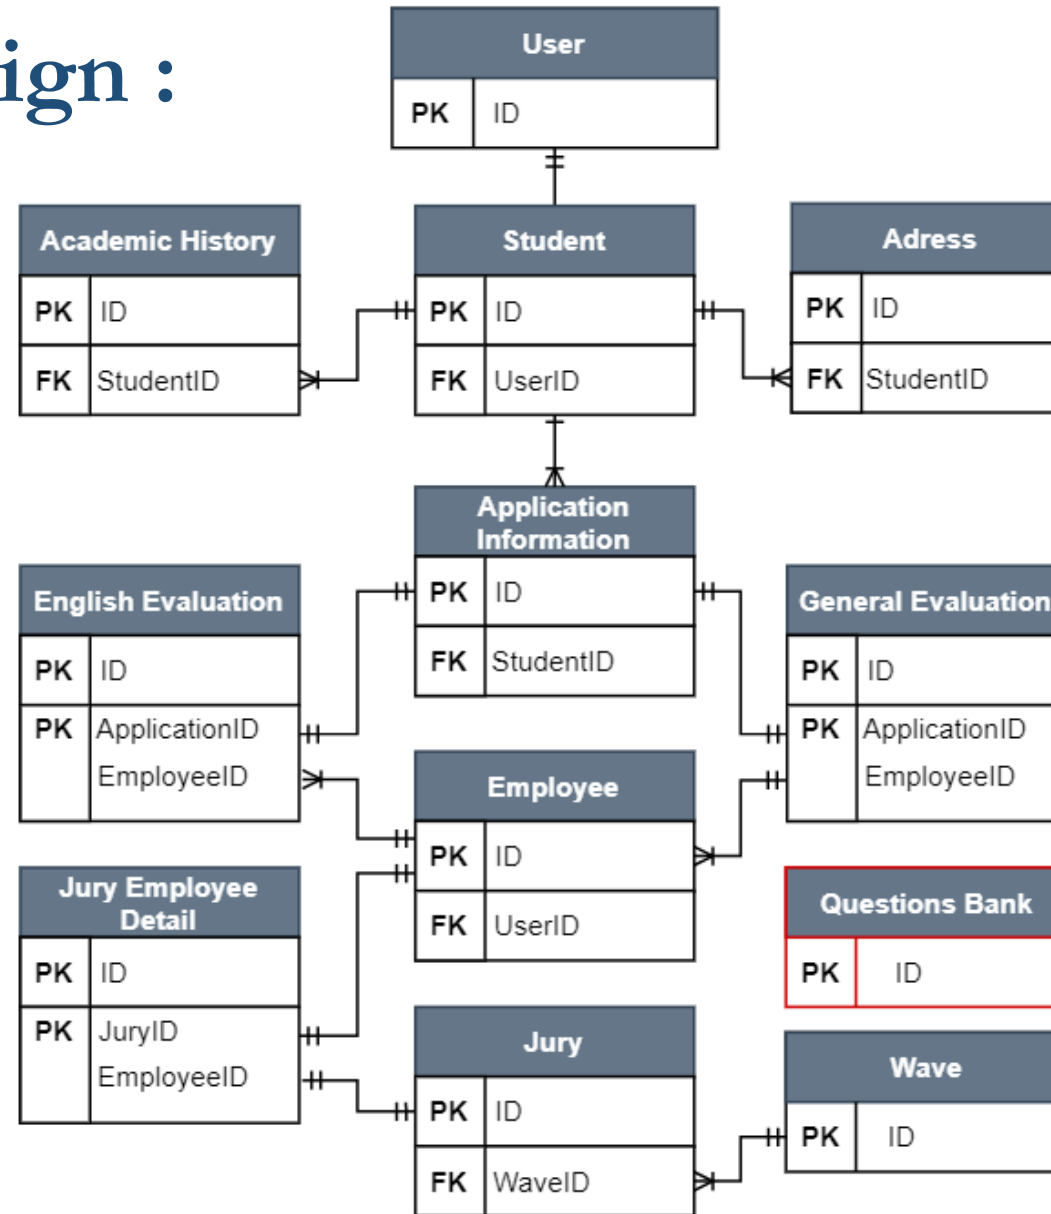 ign :
User
PK ID
Academic History
PK ID
FK StudentID
Student
PK ID
FK UserID
Adress
PK ID
FK StudentID
Application
Information
PK ID
FK StudentID
English Evaluation
PK ID
PK ApplicationID
EmployeeID
General Evaluation
PK ID
PK ApplicationID
EmployeeID
Employee
PK ID
FK UserID
Jury Employee
Detail
PK ID
PK JuryID
EmployeeID
Questions Bank
PK ID
Jury
PK ID
FK WaveID
Wave
PK ID